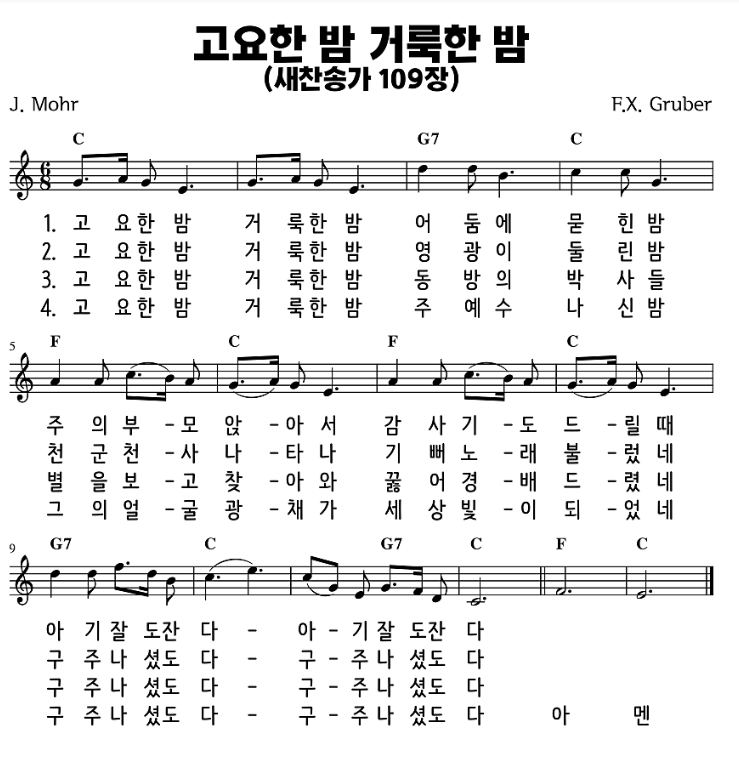 고요한 밤 거룩한 밤
(새찬송가 109장)
J. Mohr F.X. Gruber
C G7 C
6
8
1. 고 요한 밤 거 룩한 밤 어 둠에 묻 힌밤
2. 고 요한 밤 거 룩한 밤 영 광이 둘 린밤
3. 고 요한 밤 거 룩한 밤 동 방의 박 사들
4. 고 요한 밤 거 룩한 밤 주 예수 나 신밤
5 F C F C
주 의부 -모 앉 -아서 감 사기 -도 드 -릴때
천 군천 -사 나 -타나 기 뻐노 -래 불 -렀네
별 을보 -고 찾 -아와 꿇 어경 -배 드 -렸네
그 의얼 -굴 광 -채가 세 상빛 -이 되 -었네
9 G7 C G7 C F C
아 기잘 도잔 다 - 아 -기잘 도잔 다
구 주나 셨도 다 - 구 -주나 셨도 다
구 주나 셨도 다 - 구 -주나 셨도 다
구 주나 셨도 다 - 구 -주나 셨도 다 아 멘